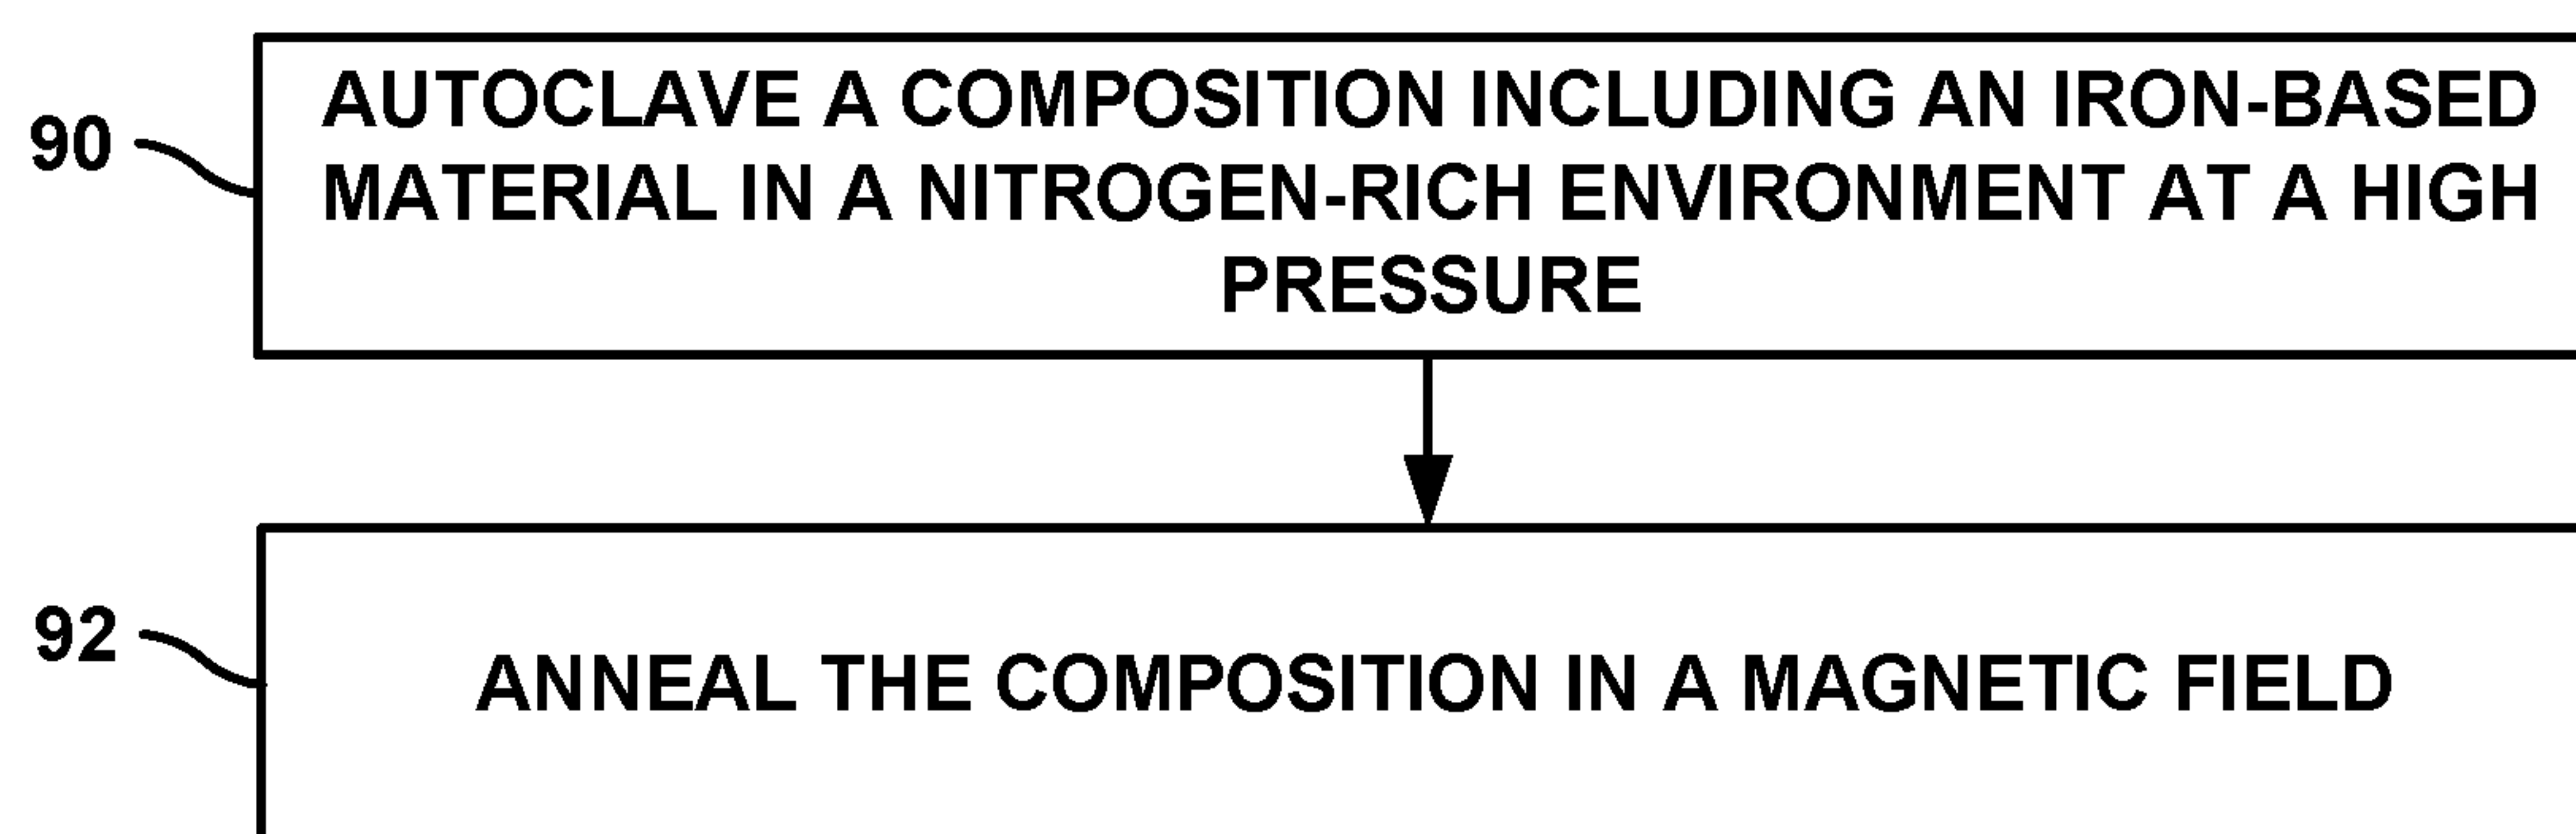 90
AUTOCLAVE A COMPOSITION INCLUDING AN IRON-BASED
MATERIAL IN A NITROGEN-RICH ENVIRONMENT AT A HIGH
PRESSURE
92
ANNEAL THE COMPOSITION IN A MAGNETIC FIELD